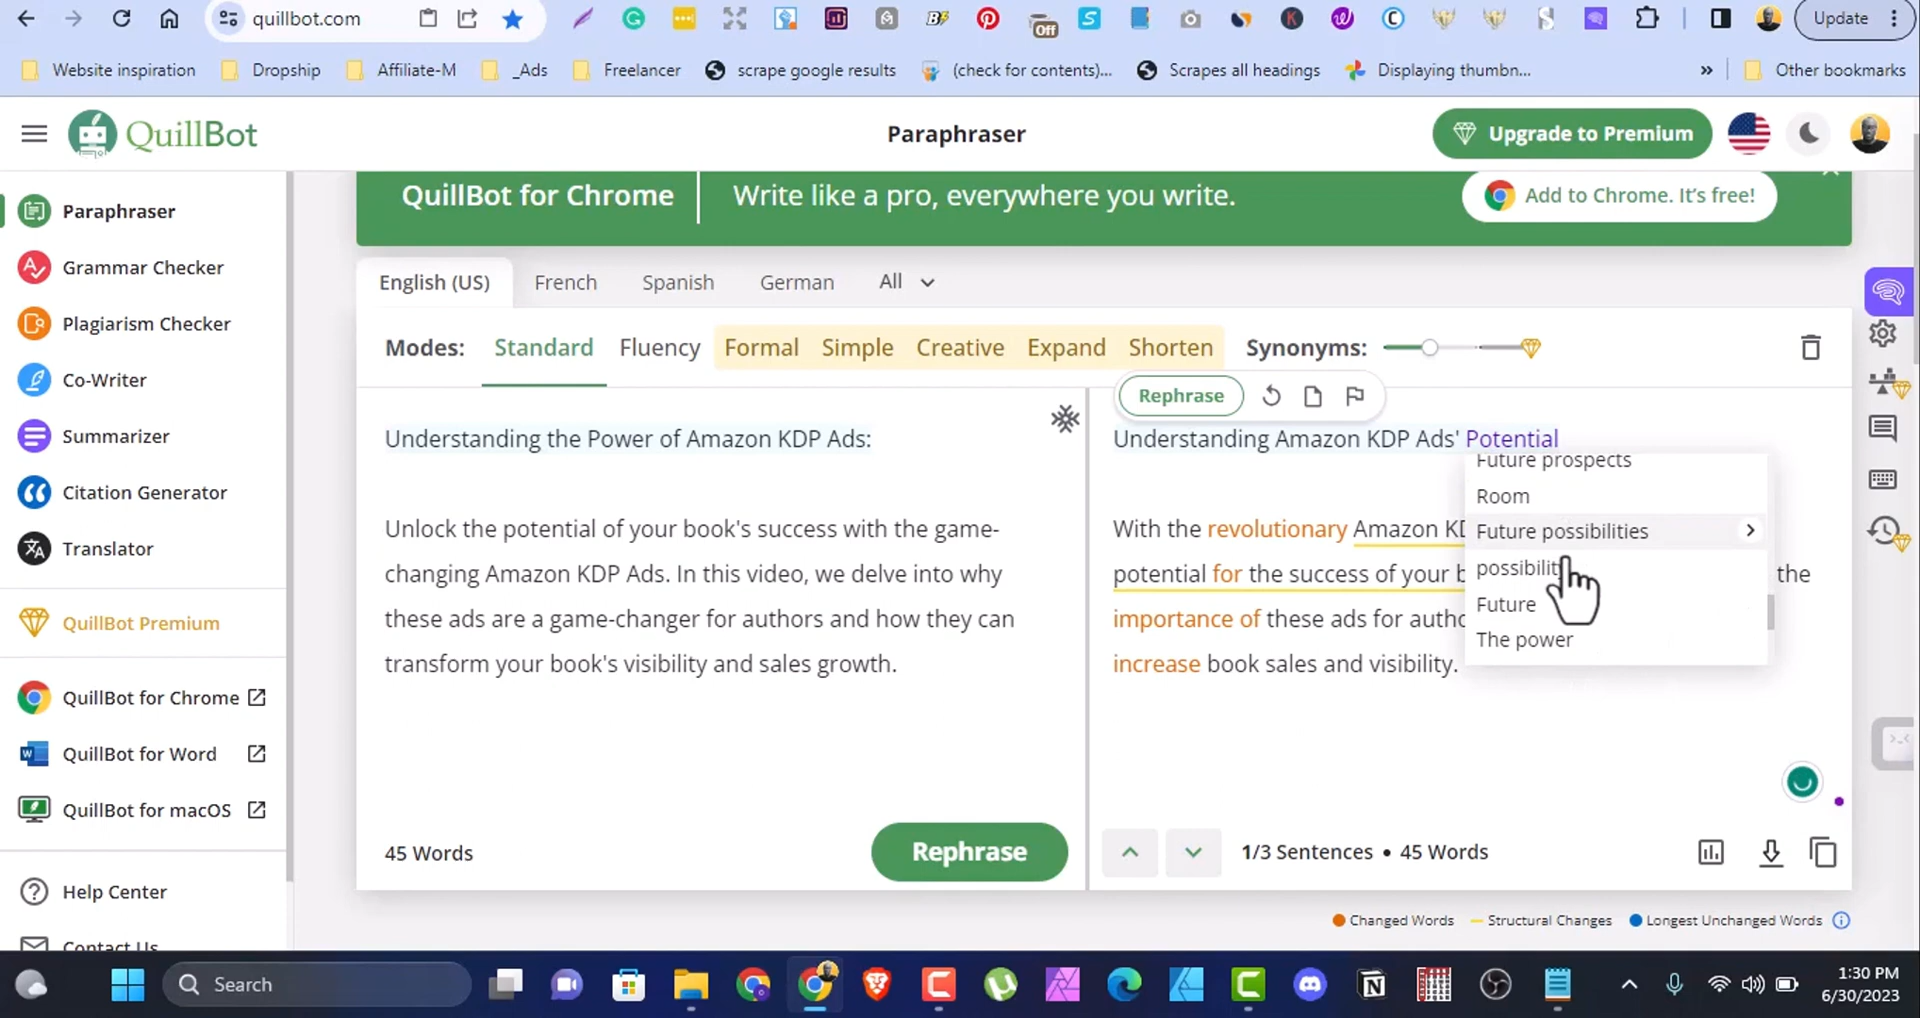 quillbot.com
Off
Update
Website inspiration
Dropship
Affiliate-M
_Ads
Freelancer
scrape google results
(check for contents)...
Scrapes all headings
Displaying thumbn...
»
Other bookmarks
QuillBot
Paraphraser
Upgrade to Premium
Paraphraser
Grammar Checker
Plagiarism Checker
Co-Writer
Summarizer
Citation Generator
Translator
QuillBot Premium
QuillBot for Chrome
QuillBot for Word
QuillBot for macOS
Help Center
Contact Us
QuillBot for Chrome
Write like a pro, everywhere you write.
Add to Chrome. It's free!
English (US)
French
Spanish
German
All
Modes:
Standard
Fluency
Formal
Simple
Creative
Expand
Shorten
Synonyms:
Rephrase
Understanding the Power of Amazon KDP Ads:
Unlock the potential of your book's success with the game-
changing Amazon KDP Ads. In this video, we delve into why
these ads are a game-changer for authors and how they can
transform your book's visibility and sales growth.
45 Words
Rephrase
Understanding Amazon KDP Ads' Potential
With the revolutionary Amazon
potential for the success of your the
importance of these ads for
increase book sales and visibility.
Future prospects
Room
Future possibilities
Future
The power
1/3 Sentences • 45 Words
Changed Words
Structural Changes
Longest Unchanged Words
Search
1:30 PM
6/30/2023